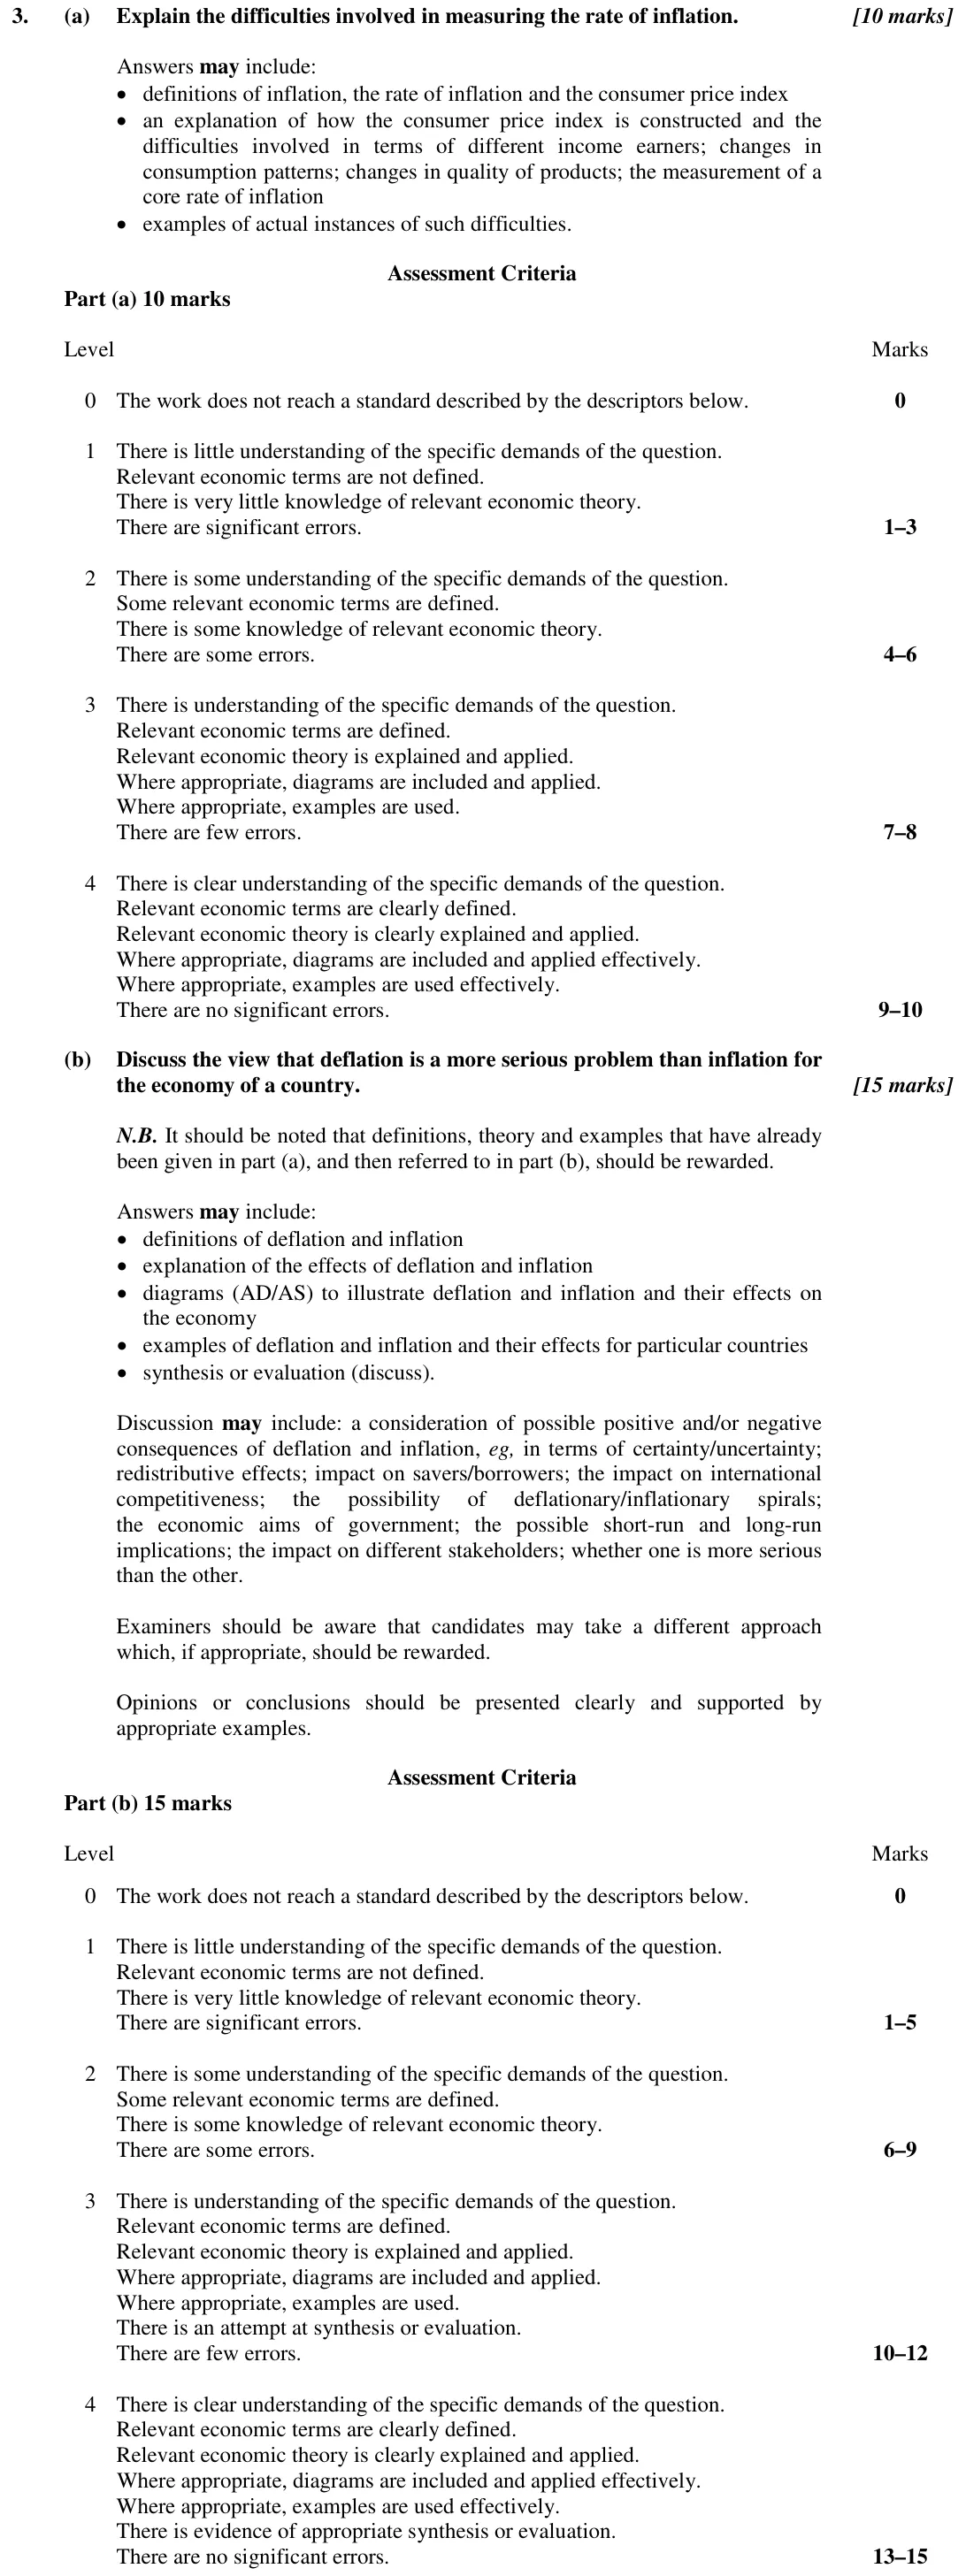 3. (a) Explain the difficulties involved in measuring the rate of inflation. [10 marks]
Answers may include:
• definitions of inflation, the rate of inflation and the consumer price index
• an explanation of how the consumer price index is constructed and the
difficulties involved in terms of different income earners; changes in
consumption patterns; changes in quality of products; the measurement of a
core rate of inflation
• examples of actual instances of such difficulties.
Assessment Criteria
Part (a) 10 marks
Level Marks
0 The work does not reach a standard described by the descriptors below. 0
1 There is little understanding of the specific demands of the question.
Relevant economic terms are not defined.
There is very little knowledge of relevant economic theory.
There are significant errors. 1–3
2 There is some understanding of the specific demands of the question.
Some relevant economic terms are defined.
There is some knowledge of relevant economic theory.
There are some errors. 4–6
3 There is understanding of the specific demands of the question.
Relevant economic terms are defined.
Relevant economic theory is explained and applied.
Where appropriate, diagrams are included and applied.
Where appropriate, examples are used.
There are few errors. 7–8
4 There is clear understanding of the specific demands of the question.
Relevant economic terms are clearly defined.
Relevant economic theory is clearly explained and applied.
Where appropriate, diagrams are included and applied effectively.
Where appropriate, examples are used effectively.
There are no significant errors. 9–10
(b) Discuss the view that deflation is a more serious problem than inflation for
the economy of a country. [15 marks]
N.B. It should be noted that definitions, theory and examples that have already
been given in part (a), and then referred to in part (b), should be rewarded.
Answers may include:
• definitions of deflation and inflation
• explanation of the effects of deflation and inflation
• diagrams (AD/AS) to illustrate deflation and inflation and their effects on
the economy
• examples of deflation and inflation and their effects for particular countries
• synthesis or evaluation (discuss).
Discussion may include: a consideration of possible positive and/or negative
consequences of deflation and inflation, eg, in terms of certainty/uncertainty;
redistributive effects; impact on savers/borrowers; the impact on international
competitiveness; the possibility of deflationary/inflationary spirals;
the economic aims of government; the possible short-run and long-run
implications; the impact on different stakeholders; whether one is more serious
than the other.
Examiners should be aware that candidates may take a different approach
which, if appropriate, should be rewarded.
Opinions or conclusions should be presented clearly and supported by
appropriate examples.
Assessment Criteria
Part (b) 15 marks
Level Marks
0 The work does not reach a standard described by the descriptors below. 0
1 There is little understanding of the specific demands of the question.
Relevant economic terms are not defined.
There is very little knowledge of relevant economic theory.
There are significant errors. 1–5
2 There is some understanding of the specific demands of the question.
Some relevant economic terms are defined.
There is some knowledge of relevant economic theory.
There are some errors. 6–9
3 There is understanding of the specific demands of the question.
Relevant economic terms are defined.
Relevant economic theory is explained and applied.
Where appropriate, diagrams are included and applied.
Where appropriate, examples are used.
There is an attempt at synthesis or evaluation.
There are few errors. 10–12
4 There is clear understanding of the specific demands of the question.
Relevant economic terms are clearly defined.
Relevant economic theory is clearly explained and applied.
Where appropriate, diagrams are included and applied effectively.
Where appropriate, examples are used effectively.
There is evidence of appropriate synthesis or evaluation.
There are no significant errors. 13–15